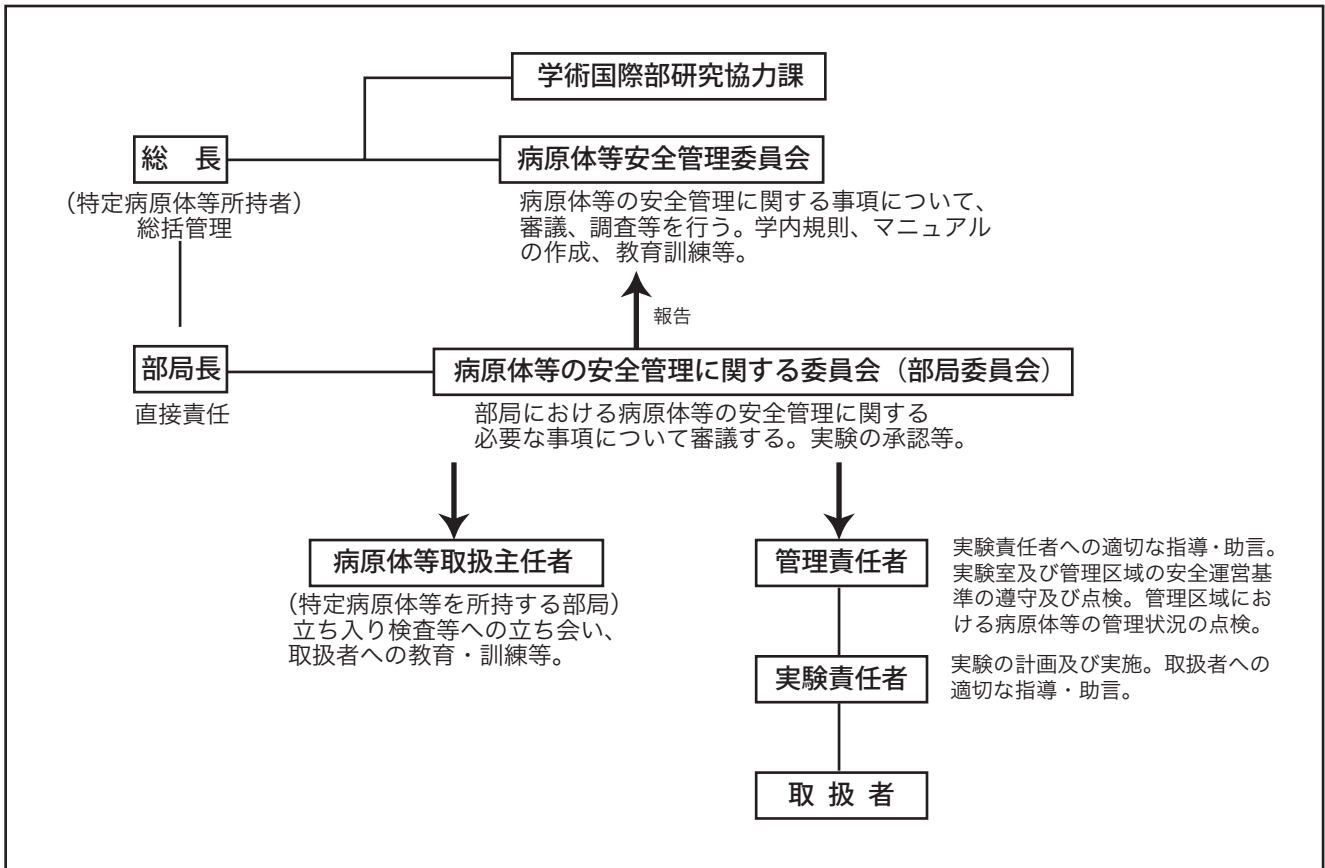 学術国際部研究協力課
総　長
病原体等安全管理委員会
(特定病原体等所持者)
総括管理
病原体等の安全管理に関する事項について、
審議、調査等を行う。学内規則、マニュアル
の作成、教育訓練等。
報告
部局長
病原体等の安全管理に関する委員会（部局委員会）
直接責任
部局における病原体等の安全管理に関する
必要な事項について審議する。実験の承認等。
病原体等取扱主任者
(特定病原体等を所持する部局)
立ち入り検査等への立ち会い、
取扱者への教育・訓練等。
管理責任者
実験責任者への適切な指導・助言。
実験室及び管理区域の安全運営基
準の遵守及び点検。管理区域にお
ける病原体等の管理状況の点検。
実験責任者
実験の計画及び実施。取扱者への
適切な指導・助言。
取 扱 者